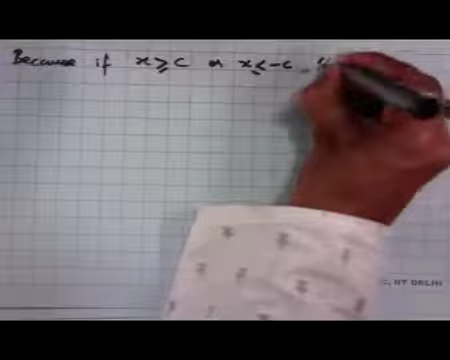 Because if x ≥ c or x ≤ -c
IIT DELHI